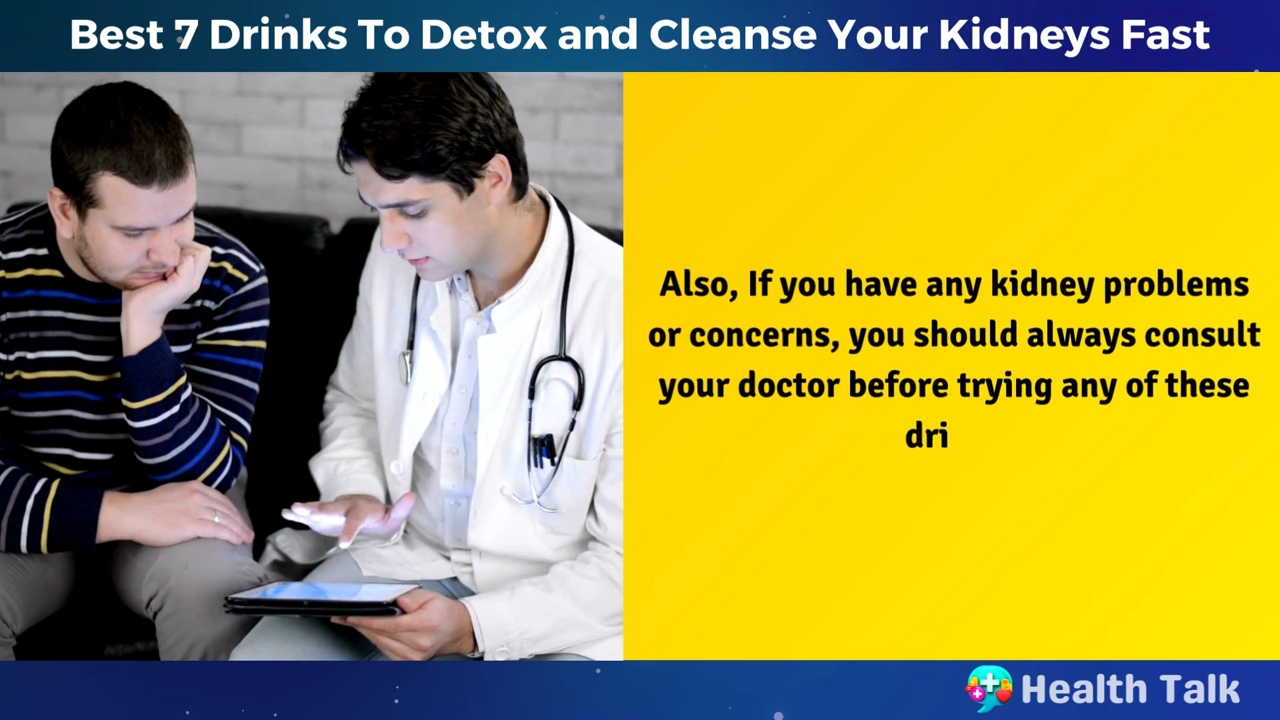 Best 7 Drinks To Detox and Cleanse Your Kidneys Fast
Also, If you have any kidney problems
or concerns, you should always consult
your doctor before trying any of these
dri
Health Talk